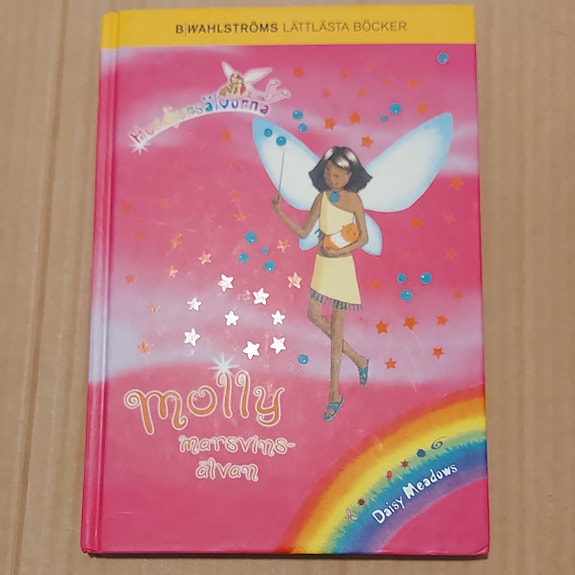 B|WAHLSTRÖMS LÄTTLÄSTA BÖCKER
Husdjursälvorna
Molly
marsvins-
älvan
Daisy Meadows